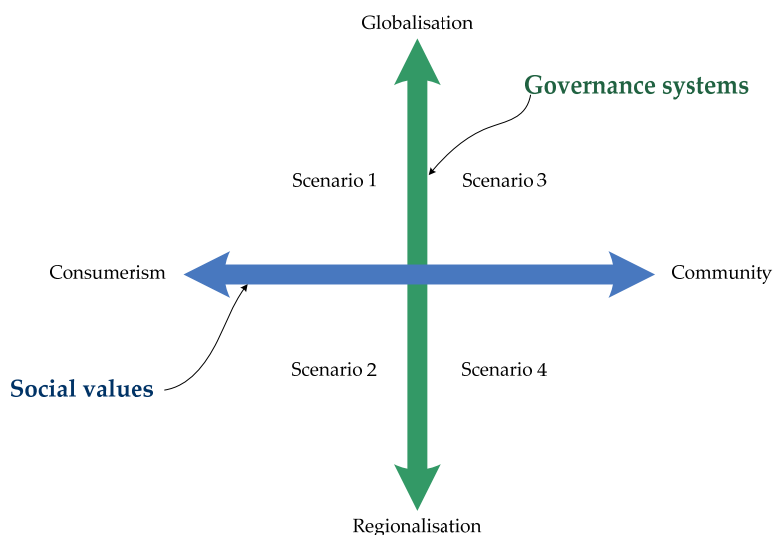 Globalisation
Governance systems
Scenario 1
Scenario 3
Consumerism
Community
Scenario 2
Scenario 4
Social values
Regionalisation